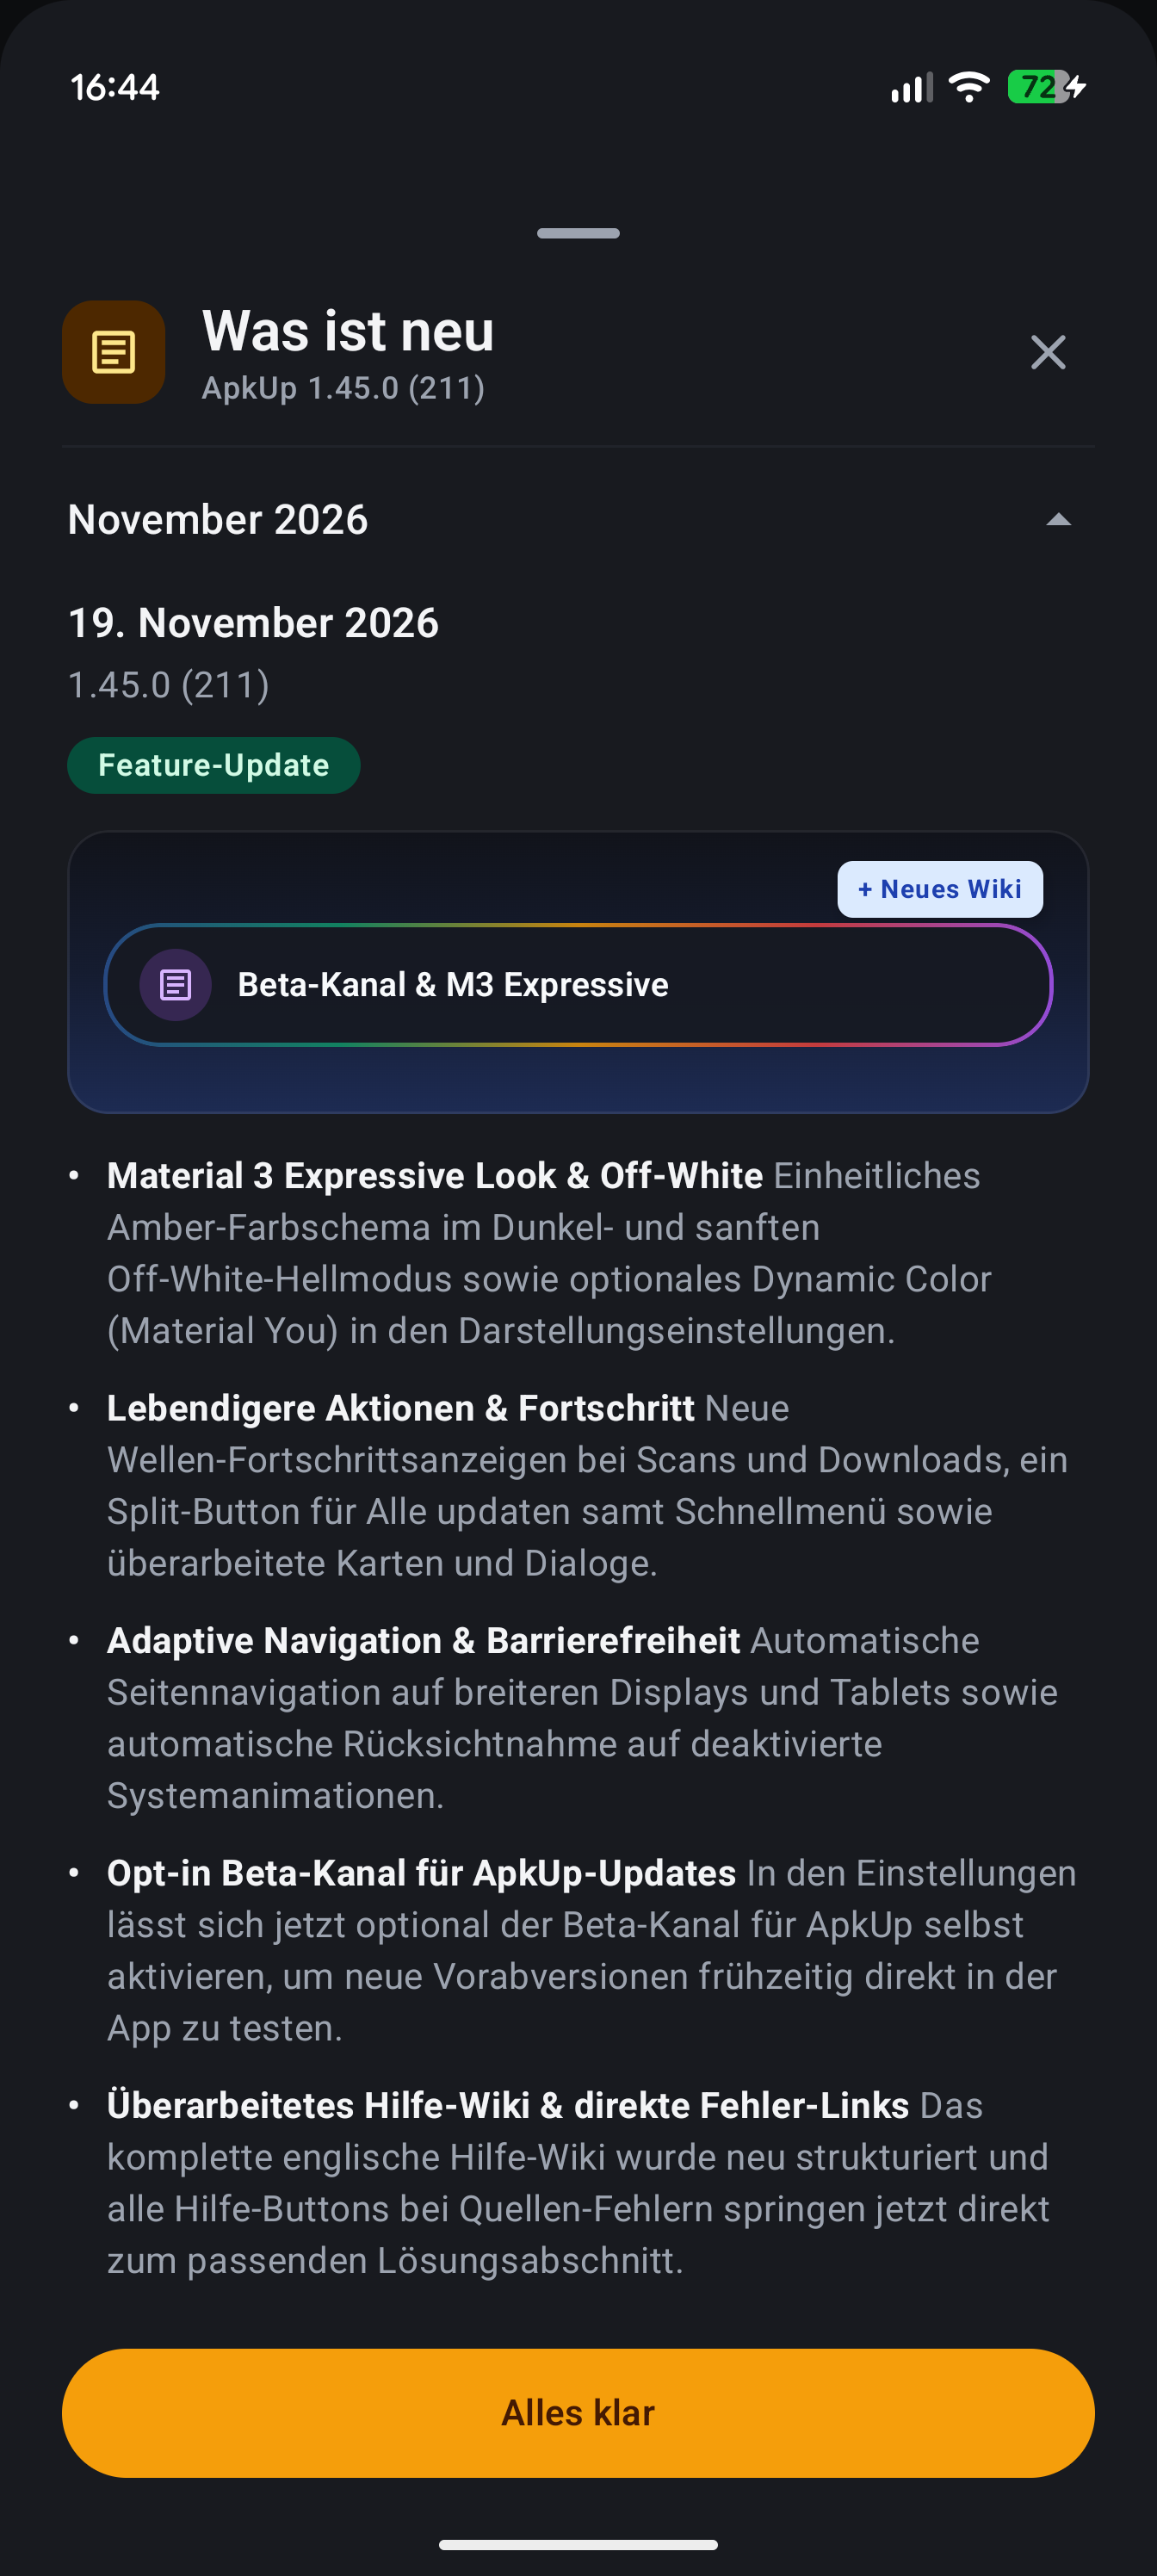 16:44
72
Was ist neu
ApkUp 1.45.0 (211)
November 2026
19. November 2026
1.45.0 (211)
Feature-Update
+ Neues Wiki
Beta-Kanal & M3 Expressive
• Material 3 Expressive Look & Off-White Einheitliches
Amber-Farbschema im Dunkel- und sanften
Off-White-Hellmodus sowie optionales Dynamic Color
(Material You) in den Darstellungseinstellungen.
• Lebendigere Aktionen & Fortschritt Neue
Wellen-Fortschrittsanzeigen bei Scans und Downloads, ein
Split-Button für Alle updaten samt Schnellmenü sowie
überarbeitete Karten und Dialoge.
• Adaptive Navigation & Barrierefreiheit Automatische
Seitennavigation auf breiteren Displays und Tablets sowie
automatische Rücksichtnahme auf deaktivierte
Systemanimationen.
• Opt-in Beta-Kanal für ApkUp-Updates In den Einstellungen
lässt sich jetzt optional der Beta-Kanal für ApkUp selbst
aktivieren, um neue Vorabversionen frühzeitig direkt in der
App zu testen.
• Überarbeitetes Hilfe-Wiki & direkte Fehler-Links Das
komplette englische Hilfe-Wiki wurde neu strukturiert und
alle Hilfe-Buttons bei Quellen-Fehlern springen jetzt direkt
zum passenden Lösungsabschnitt.
Alles klar